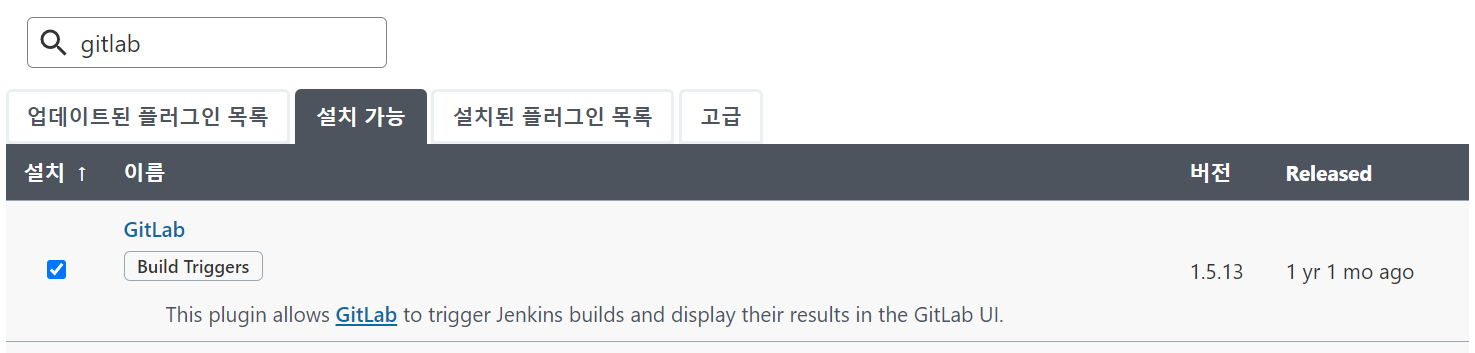 gitlab
업데이트된 플러그인 목록 설치 가능 설치된 플러그인 목록 고급
설치 ↑ 이름 버전 Released
GitLab
Build Triggers
1.5.13 1 yr 1 mo ago
This plugin allows GitLab to trigger Jenkins builds and display their results in the GitLab UI.